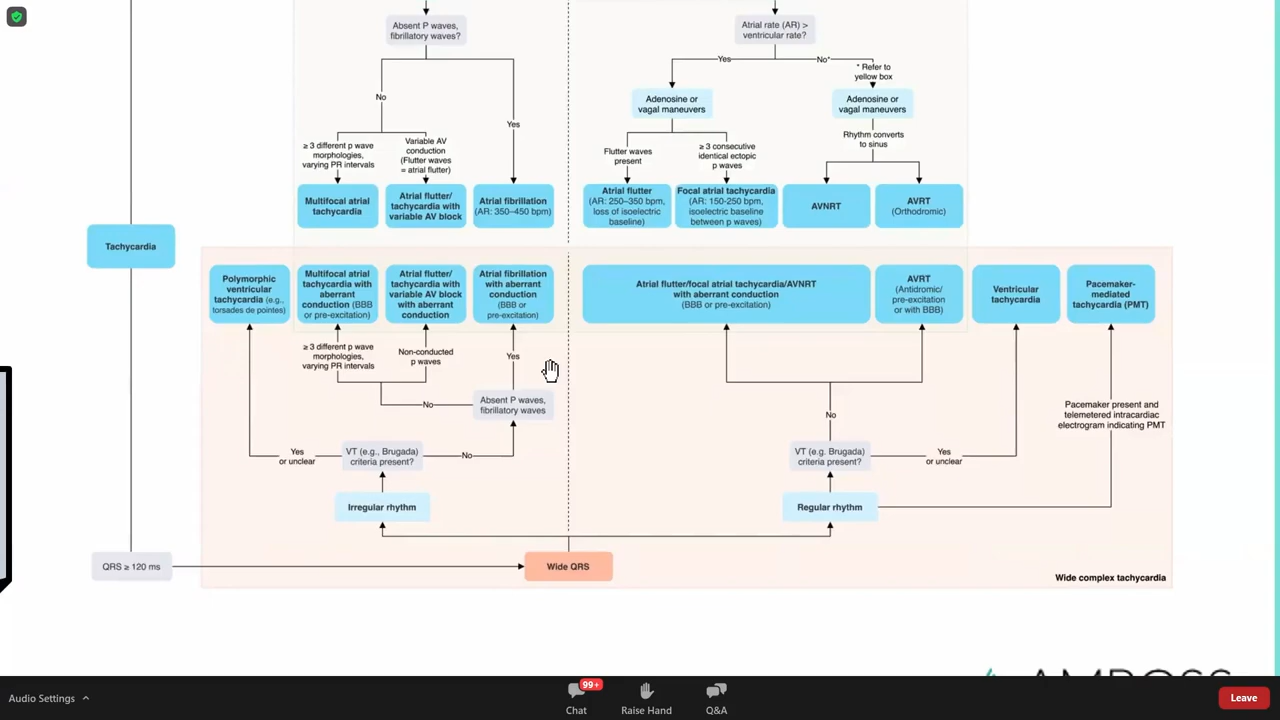 Absent P waves,
fibrillatory waves?
Atrial rate (AR) >
ventricular rate?
Yes
No*
* Refer to
yellow box
No
Yes
Adenosine or
vagal maneuvers
Adenosine or
vagal maneuvers
Rhythm converts
to sinus
≥ 3 different p wave
morphologies,
varying PR intervals
Variable AV
conduction
(Flutter waves
= atrial flutter)
Flutter waves
present
≥ 3 consecutive
identical ectopic
p waves
Multifocal atrial
tachycardia
Atrial flutter/
tachycardia with
variable AV block
Atrial fibrillation
(AR: 350–450 bpm)
Atrial flutter
(AR: 250–350 bpm,
loss of isoelectric
baseline)
Focal atrial tachycardia
(AR: 150-250 bpm,
isoelectric baseline
between p waves)
AVNRT
AVRT
(Orthodromic)
Tachycardia
Polymorphic
ventricular
tachycardia (e.g.,
torsades de pointes)
Multifocal atrial
tachycardia with
aberrant
conduction (BBB
or pre-excitation)
Atrial flutter/
tachycardia with
variable AV block
with aberrant
conduction
Atrial fibrillation
with aberrant
conduction
(BBB or
pre-excitation)
Atrial flutter/focal atrial tachycardia/AVNRT
with aberrant conduction
(BBB or pre-excitation)
AVRT
(Antidromic/
pre-excitation
or with BBB)
Ventricular
tachycardia
Pacemaker-
mediated
tachycardia (PMT)
≥ 3 different p wave
morphologies,
varying PR intervals
Non-conducted
p waves
Yes
No
Absent P waves,
fibrillatory waves
No
Pacemaker present and
telemetered intracardiac
electrogram indicating PMT
Yes
or unclear
VT (e.g., Brugada)
criteria present?
No
VT (e.g. Brugada)
criteria present?
Yes
or unclear
Irregular rhythm
Regular rhythm
QRS ≥ 120 ms
Wide QRS
Wide complex tachycardia
AMBOSS
Audio Settings
99+
Chat
Raise Hand
Q&A
Leave